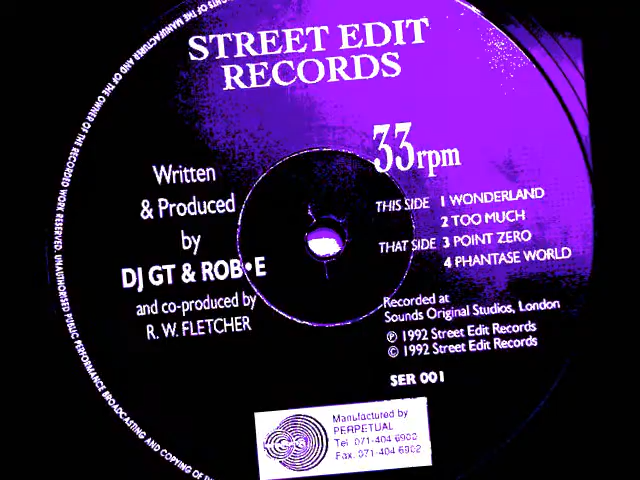 STREET EDIT
RECORDS
33rpm
Written
& Produced
by
DJ GT & ROB•E
and co-produced by
R. W. FLETCHER
THIS SIDE 1 WONDERLAND
2 TOO MUCH
THAT SIDE 3 POINT ZERO
4 PHANTASE WORLD
Recorded at
Sounds Original Studios, London
℗ 1992 Street Edit Records
© 1992 Street Edit Records
SER 001
Manufactured by
PERPETUAL
Tel. 071-404 6902
Fax. 071-404 6902
OF THE MANUFACTURER AND OF THE OWNER OF THE RECORDED WORK RESERVED. UNAUTHORISED PUBLIC PERFORMANCE BROADCASTING AND COPYING OF